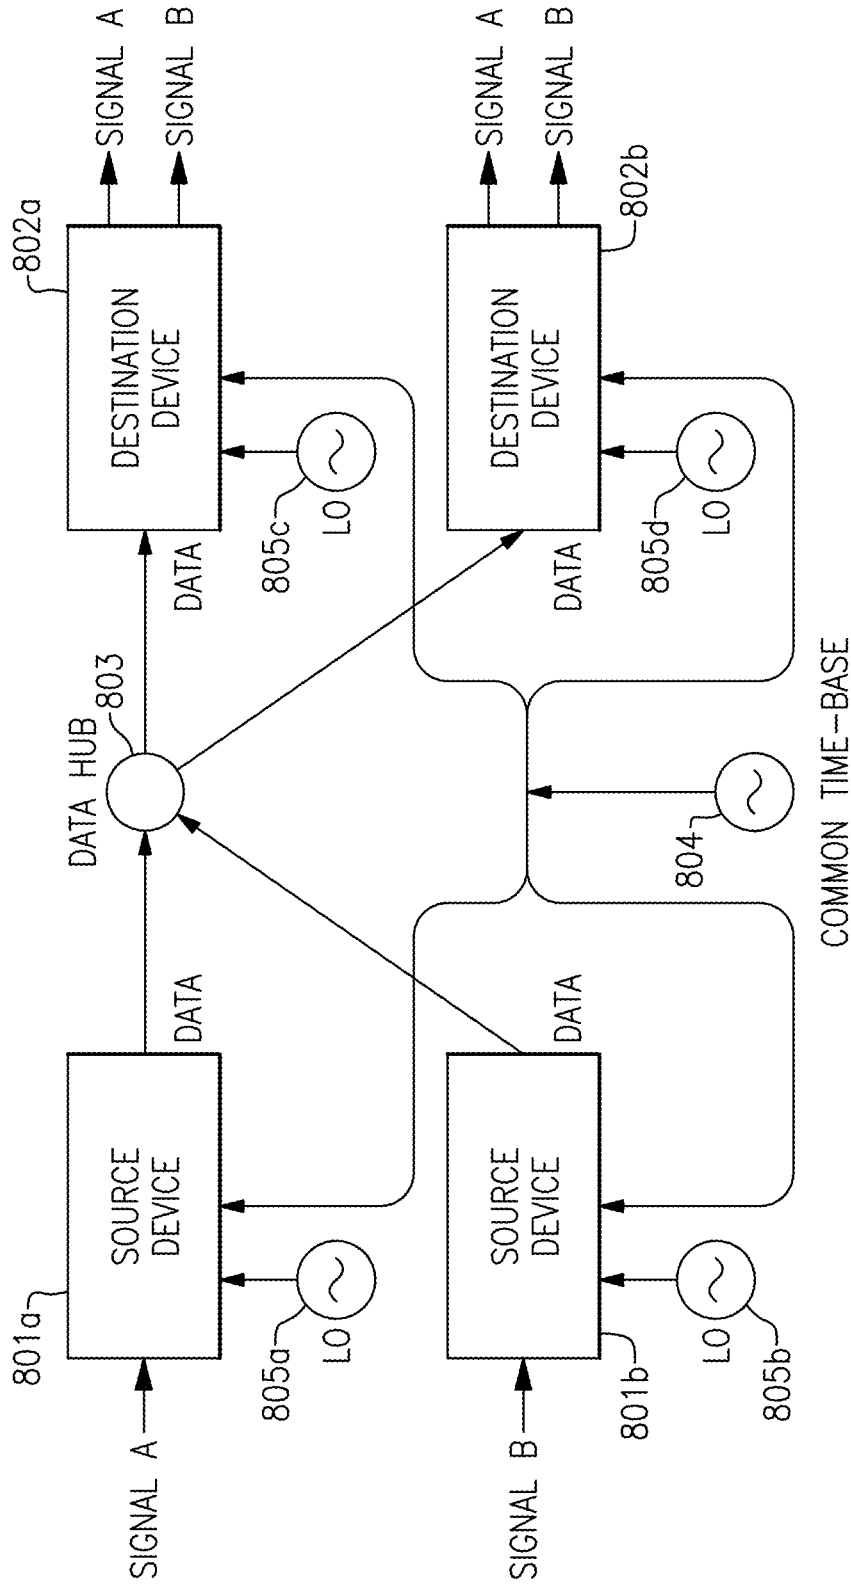 SIGNAL A
801a
SOURCE
DEVICE
DATA
805a
LO
DATA HUB
803
802a
DESTINATION
DEVICE
DATA
805c
LO
SIGNAL A
SIGNAL B
SIGNAL B
801b
SOURCE
DEVICE
DATA
805b
LO
804
COMMON TIME-BASE
DESTINATION
DEVICE
802b
DATA
805d
LO
SIGNAL A
SIGNAL B